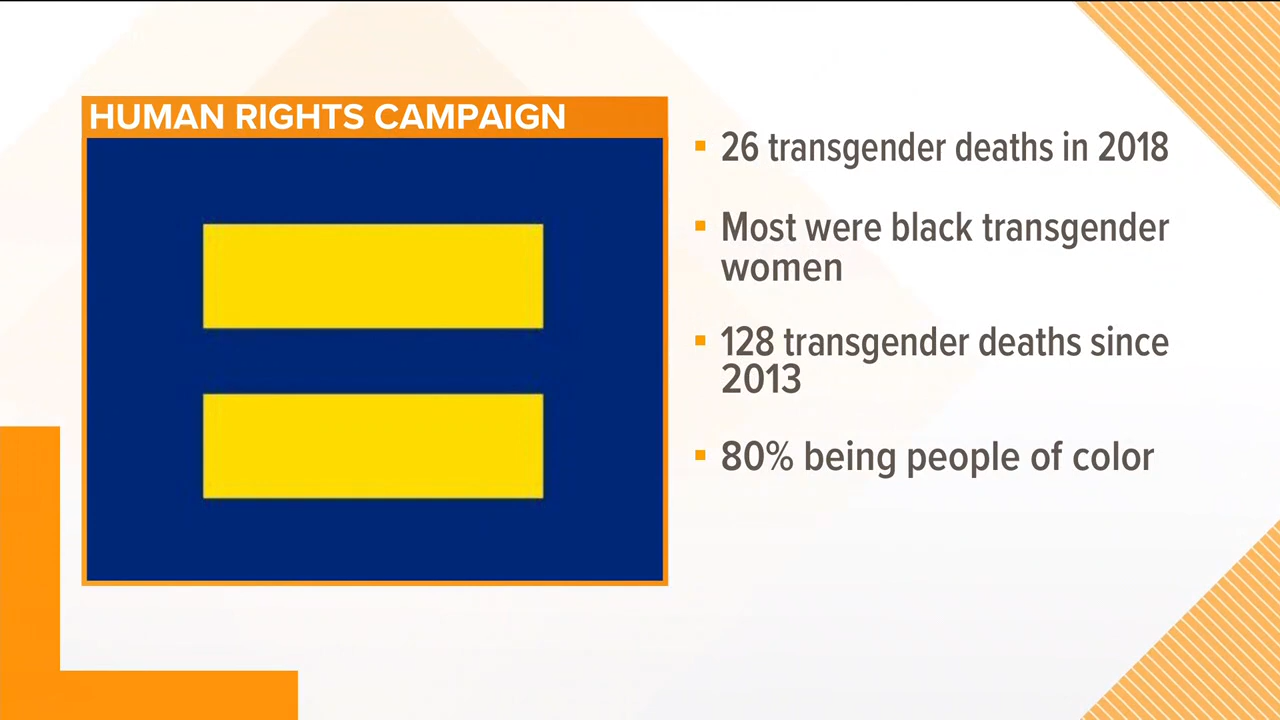 HUMAN RIGHTS CAMPAIGN
26 transgender deaths in 2018
Most were black transgender
women
128 transgender deaths since
2013
80% being people of color